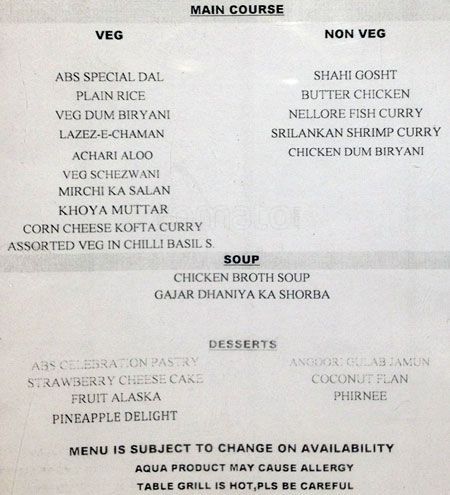 MAIN COURSE
VEG
ABS SPECIAL DAL
PLAIN RICE
VEG DUM BIRYANI
LAZEZ-E-CHAMAN
ACHARI ALOO
VEG SCHEZWANI
MIRCHI KA SALAN
KHOYA MUTTAR
CORN CHEESE KOFTA CURRY
ASSORTED VEG IN CHILLI BASIL S.
NON VEG
SHAHI GOSHT
BUTTER CHICKEN
NELLORE FISH CURRY
SRILANKAN SHRIMP CURRY
CHICKEN DUM BIRYANI
SOUP
CHICKEN BROTH SOUP
GAJAR DHANIYA KA SHORBA
DESSERTS
ABS CELEBRATION PASTRY
STRAWBERRY CHEESE CAKE
FRUIT ALASKA
PINEAPPLE DELIGHT
ANGOORI GULAB JAMUN
COCONUT FLAN
PHIRNEE
MENU IS SUBJECT TO CHANGE ON AVAILABILITY
AQUA PRODUCT MAY CAUSE ALLERGY
TABLE GRILL IS HOT,PLS BE CAREFUL